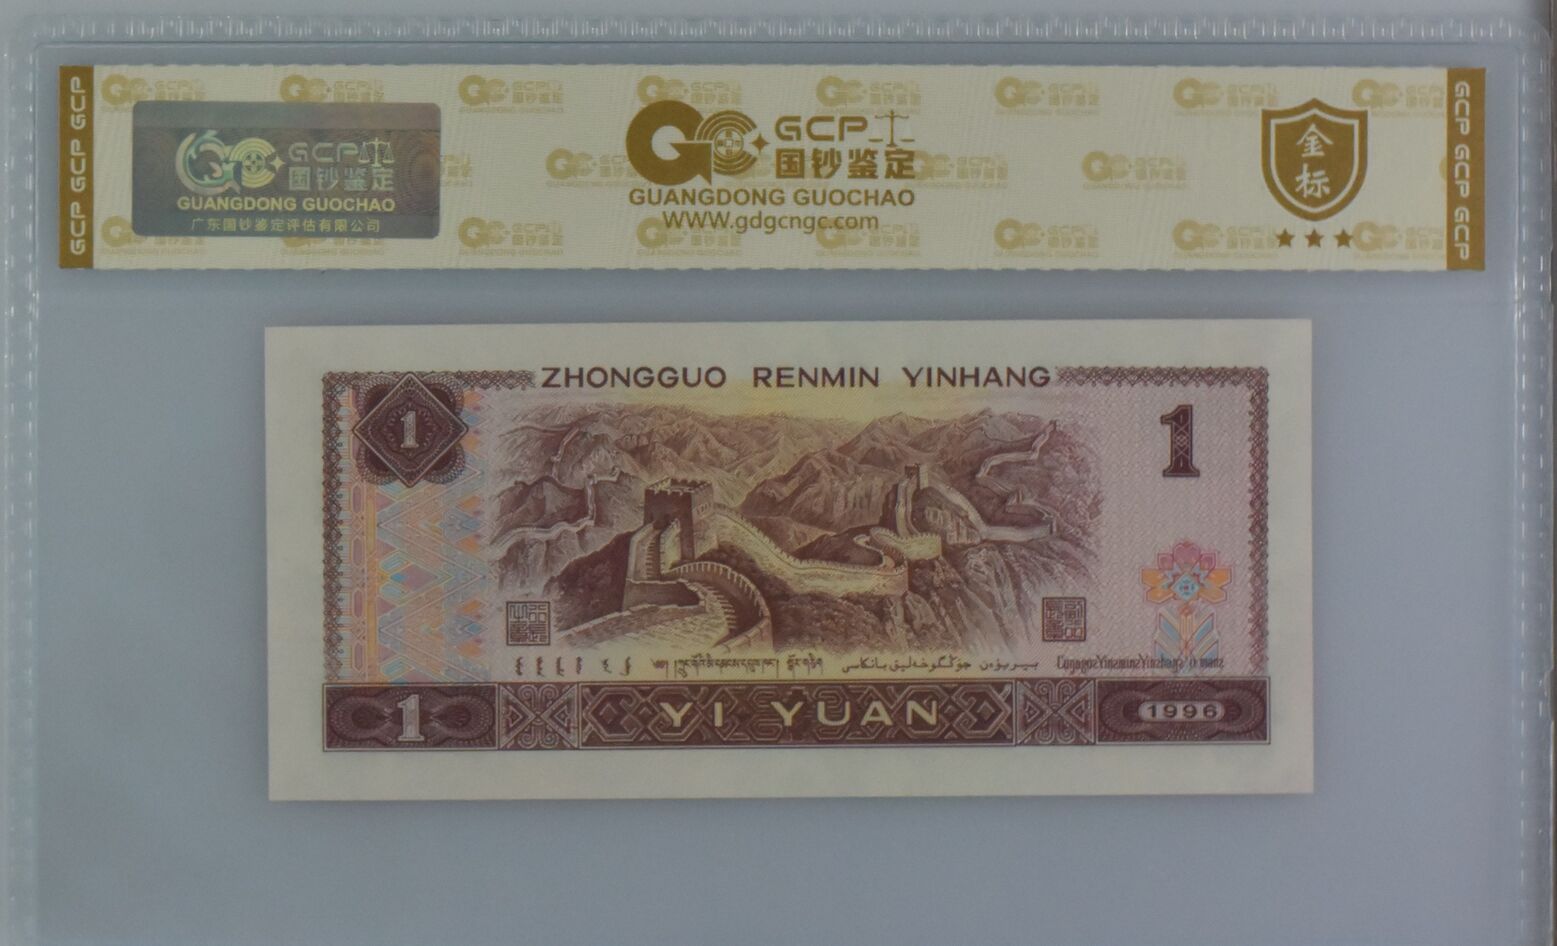 GCP GCP GCP
GCP
国钞鉴定
GUANGDONG GUOCHAO
广东国钞鉴定评估有限公司
GCP
国钞鉴定
GUANGDONG GUOCHAO
WWW.gdgcngc.com
金标
GCP GCP GCP
ZHONGGUO RENMIN YINHANG
1
1
1
YI YUAN
1996